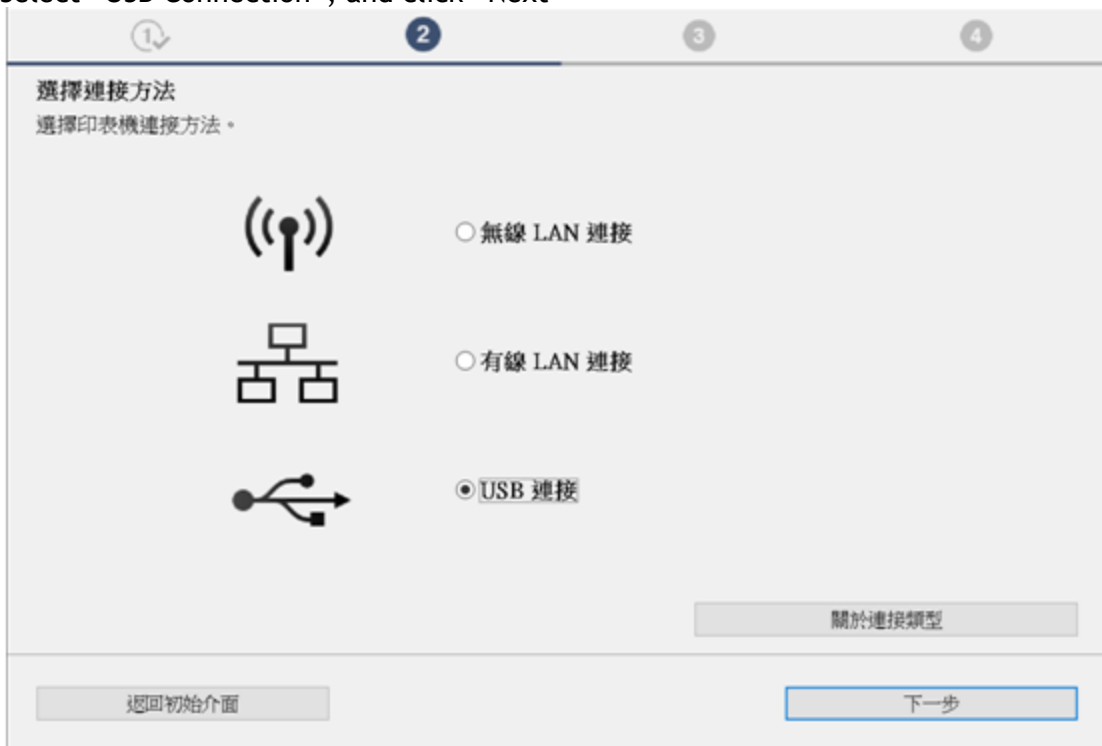 select "USB Connection", and click "Next"
1 2 3 4
選擇連接方法
選擇印表機連接方法。
無線 LAN 連接
有線 LAN 連接
USB 連接
關於連接類型
返回初始介面 下一步